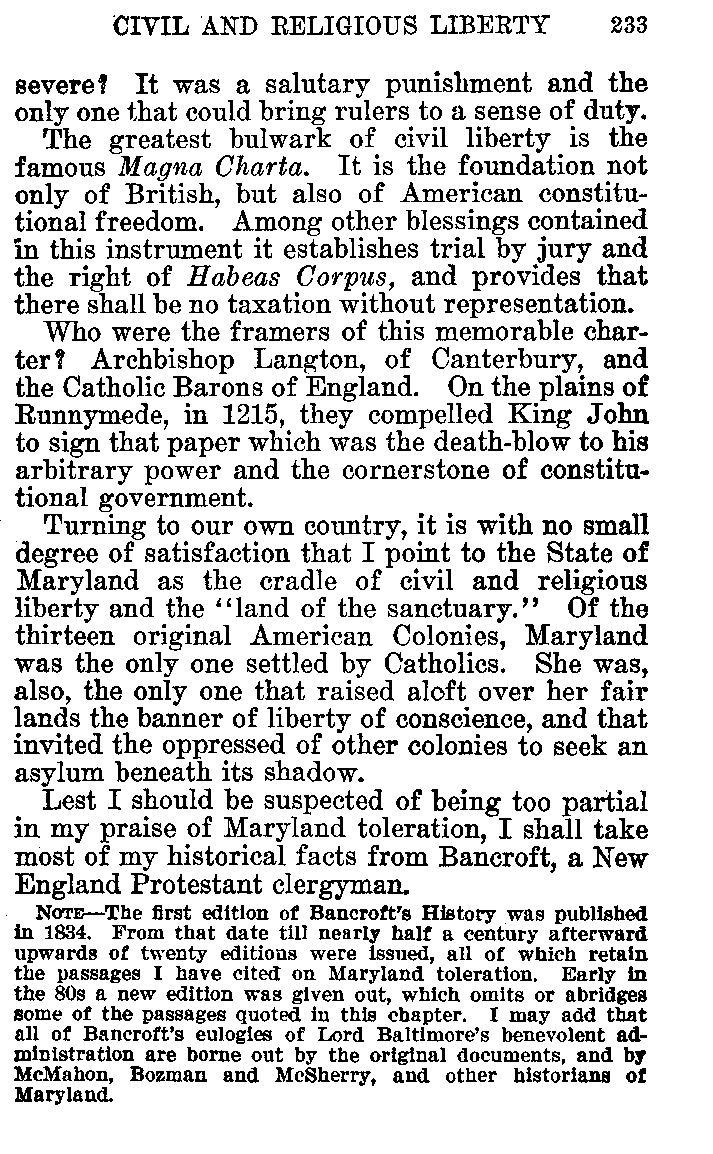 CIVIL AND RELIGIOUS LIBERTY 233
severe? It was a salutary punishment and the
only one that could bring rulers to a sense of duty.
The greatest bulwark of civil liberty is the
famous Magna Charta. It is the foundation not
only of British, but also of American constitu-
tional freedom. Among other blessings contained
in this instrument it establishes trial by jury and
the right of Habeas Corpus, and provides that
there shall be no taxation without representation.
Who were the framers of this memorable char-
ter? Archbishop Langton, of Canterbury, and
the Catholic Barons of England. On the plains of
Runnymede, in 1215, they compelled King John
to sign that paper which was the death-blow to his
arbitrary power and the cornerstone of constitu-
tional government.
Turning to our own country, it is with no small
degree of satisfaction that I point to the State of
Maryland as the cradle of civil and religious
liberty and the “land of the sanctuary.” Of the
thirteen original American Colonies, Maryland
was the only one settled by Catholics. She was,
also, the only one that raised aloft over her fair
lands the banner of liberty of conscience, and that
invited the oppressed of other colonies to seek an
asylum beneath its shadow.
Lest I should be suspected of being too partial
in my praise of Maryland toleration, I shall take
most of my historical facts from Bancroft, a New
England Protestant clergyman.
NOTE—The first edition of Bancroft's History was published
in 1834. From that date till nearly half a century afterward
upwards of twenty editions were issued, all of which retain
the passages I have cited on Maryland toleration. Early in
the 80s a new edition was given out, which omits or abridges
some of the passages quoted in this chapter. I may add that
all of Bancroft's eulogies of Lord Baltimore's benevolent ad-
ministration are borne out by the original documents, and by
McMahon, Bozman and McSherry, and other historians of
Maryland.